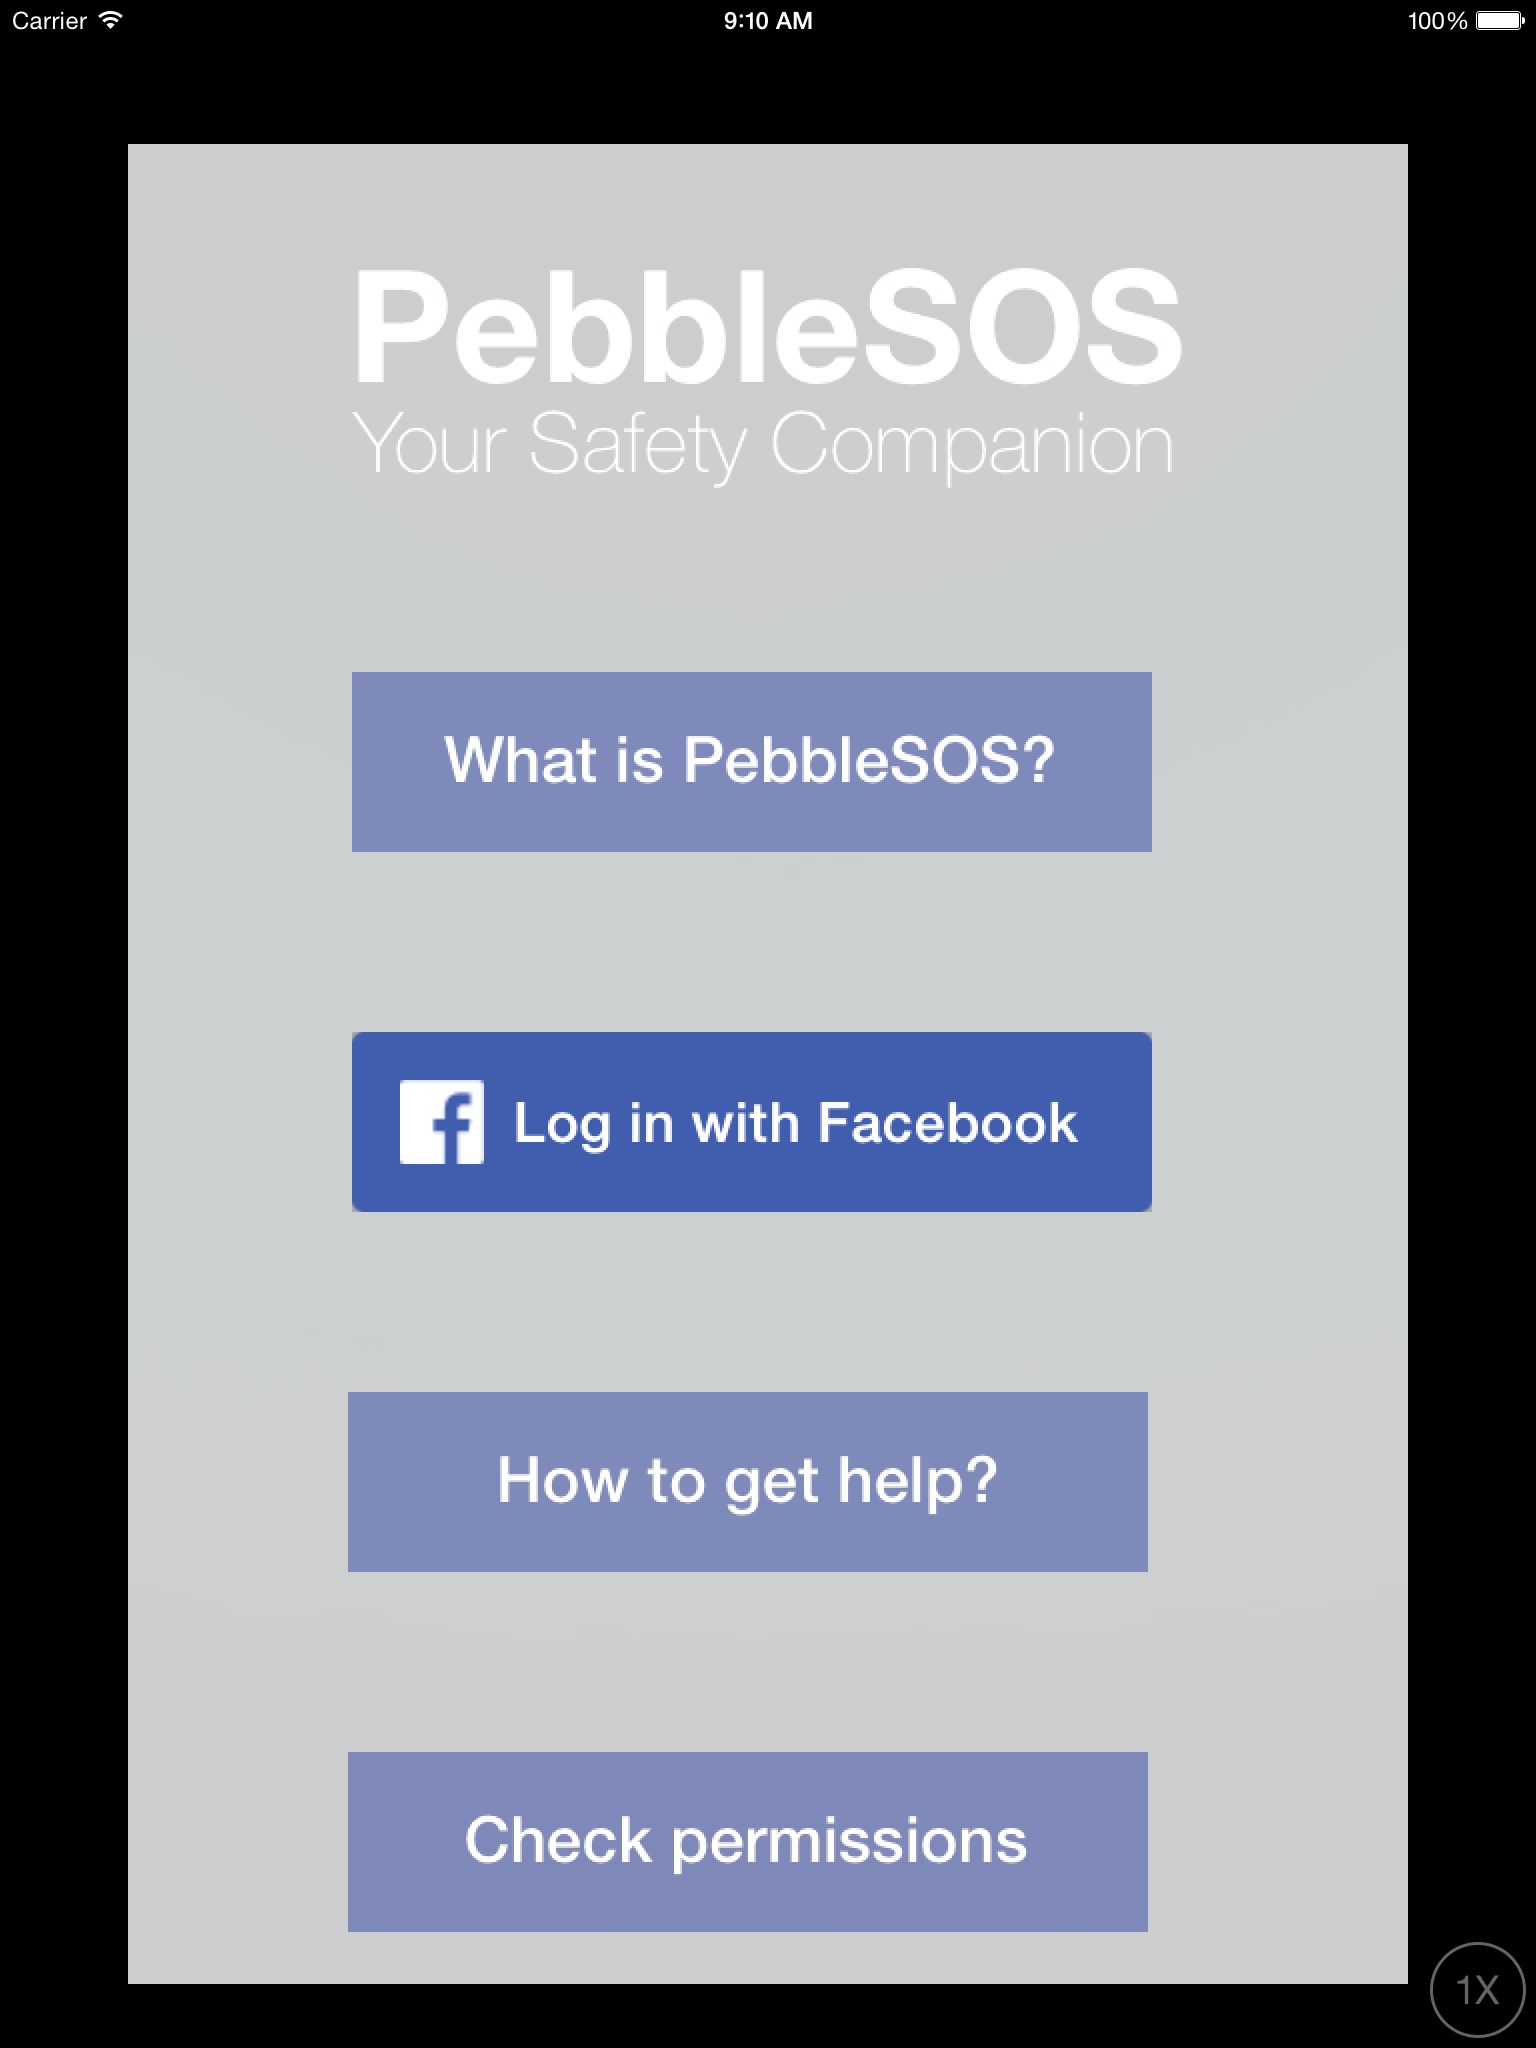 Carrier 9:10 AM 100%
PebbleSOS
Your Safety Companion
What is PebbleSOS?
f Log in with Facebook
How to get help?
Check permissions
1X